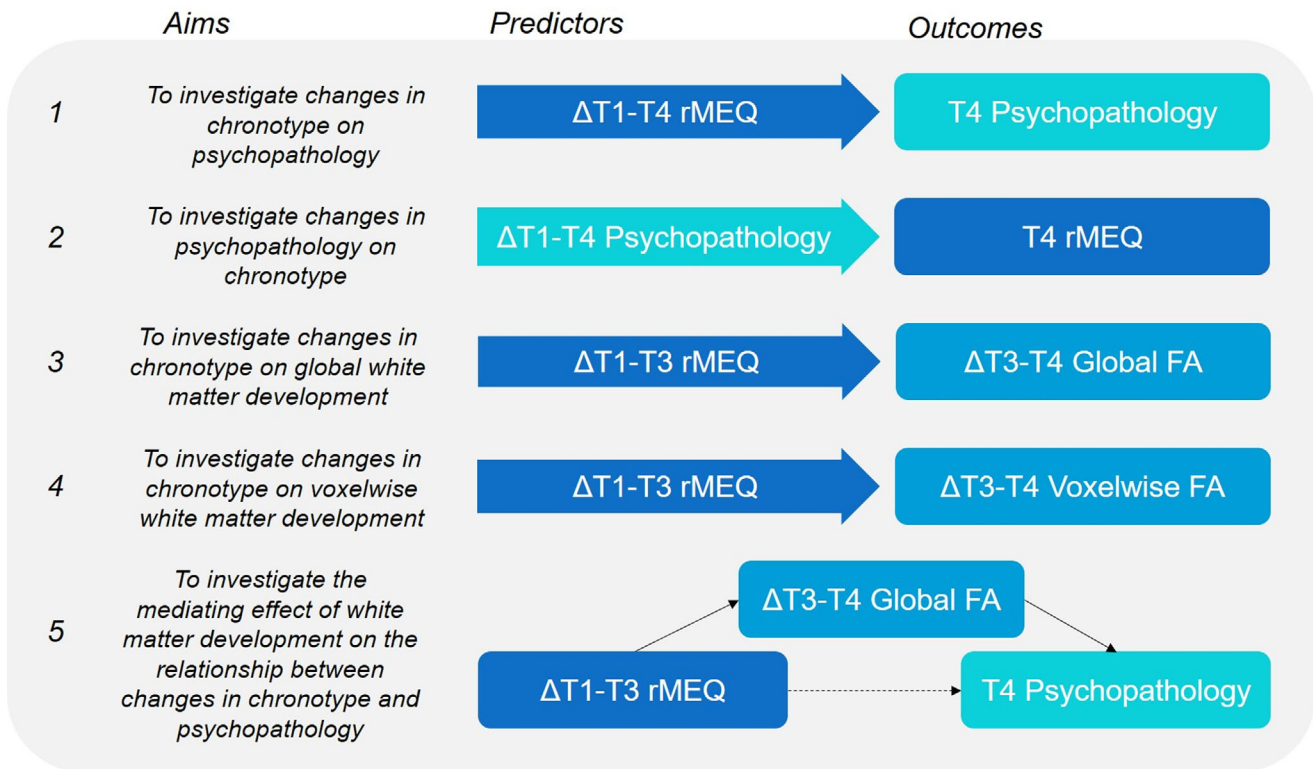 Aims Predictors Outcomes
1
To investigate changes in
chronotype on
psychopathology
ΔT1-T4 rMEQ
T4 Psychopathology
2
To investigate changes in
psychopathology on
chronotype
ΔT1-T4 Psychopathology
T4 rMEQ
3
To investigate changes in
chronotype on global white
matter development
ΔT1-T3 rMEQ
ΔT3-T4 Global FA
4
To investigate changes in
chronotype on voxelwise
white matter development
ΔT1-T3 rMEQ
ΔT3-T4 Voxelwise FA
5
To investigate the
mediating effect of white
matter development on the
relationship between
changes in chronotype and
psychopathology
ΔT3-T4 Global FA
ΔT1-T3 rMEQ
T4 Psychopathology